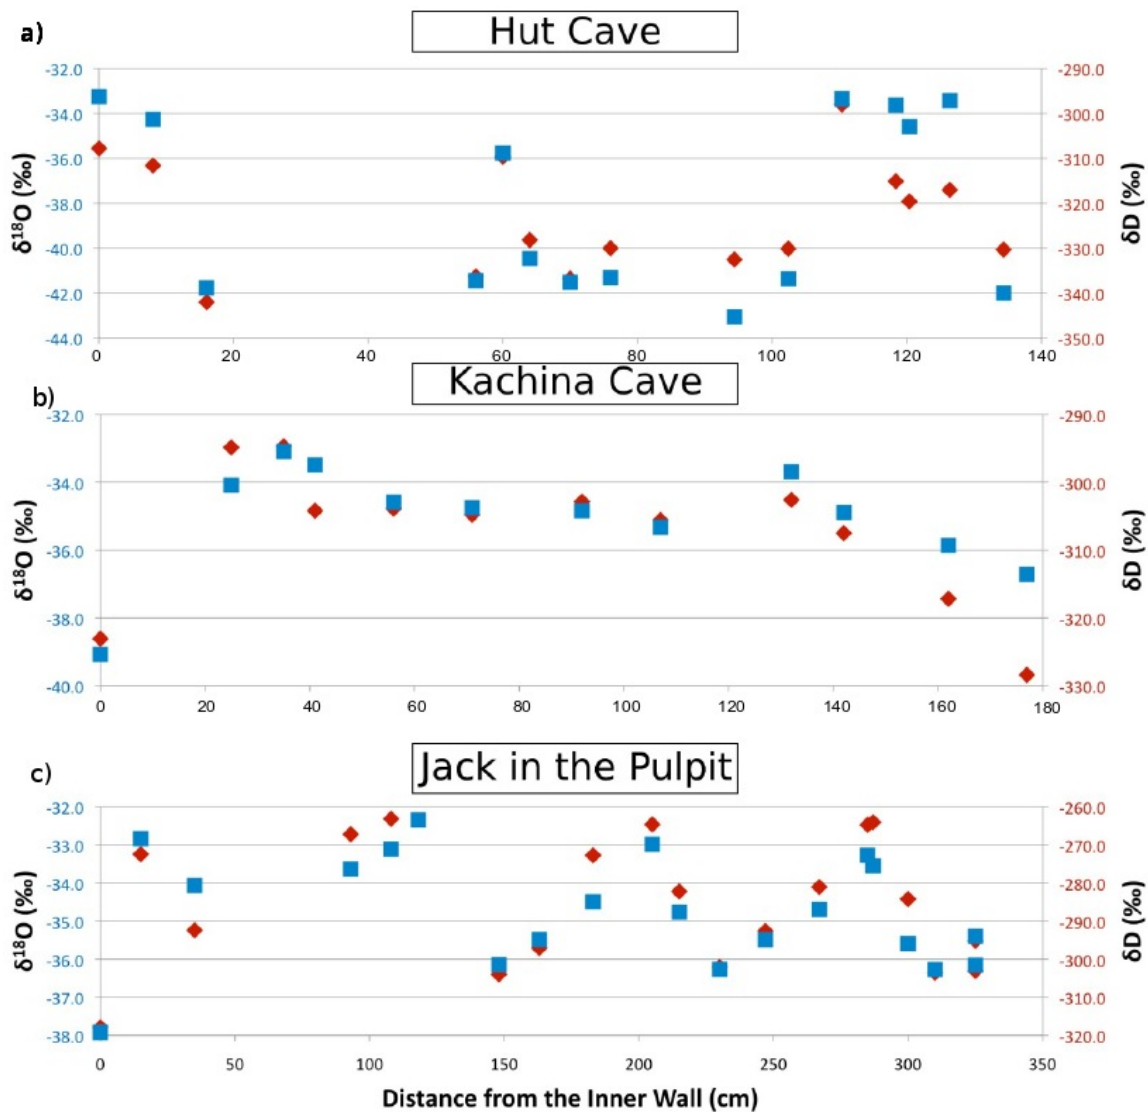 a)
Hut Cave
-32.0 -290.0
-34.0 -300.0
-36.0 -310.0
-38.0 -320.0
-40.0 -330.0
-42.0 -340.0
-44.0 -350.0
δ18O (‰)
δD (‰)
0 20 40 60 80 100 120 140
b)
Kachina Cave
-32.0 -290.0
-34.0 -300.0
-36.0 -310.0
-38.0 -320.0
-40.0 -330.0
δ18O (‰)
δD (‰)
0 20 40 60 80 100 120 140 160 180
c)
Jack in the Pulpit
-32.0 -260.0
-33.0 -270.0
-34.0 -280.0
-35.0 -290.0
-36.0 -300.0
-37.0 -310.0
-38.0 -320.0
δ18O (‰)
δD (‰)
0 50 100 150 200 250 300 350
Distance from the Inner Wall (cm)